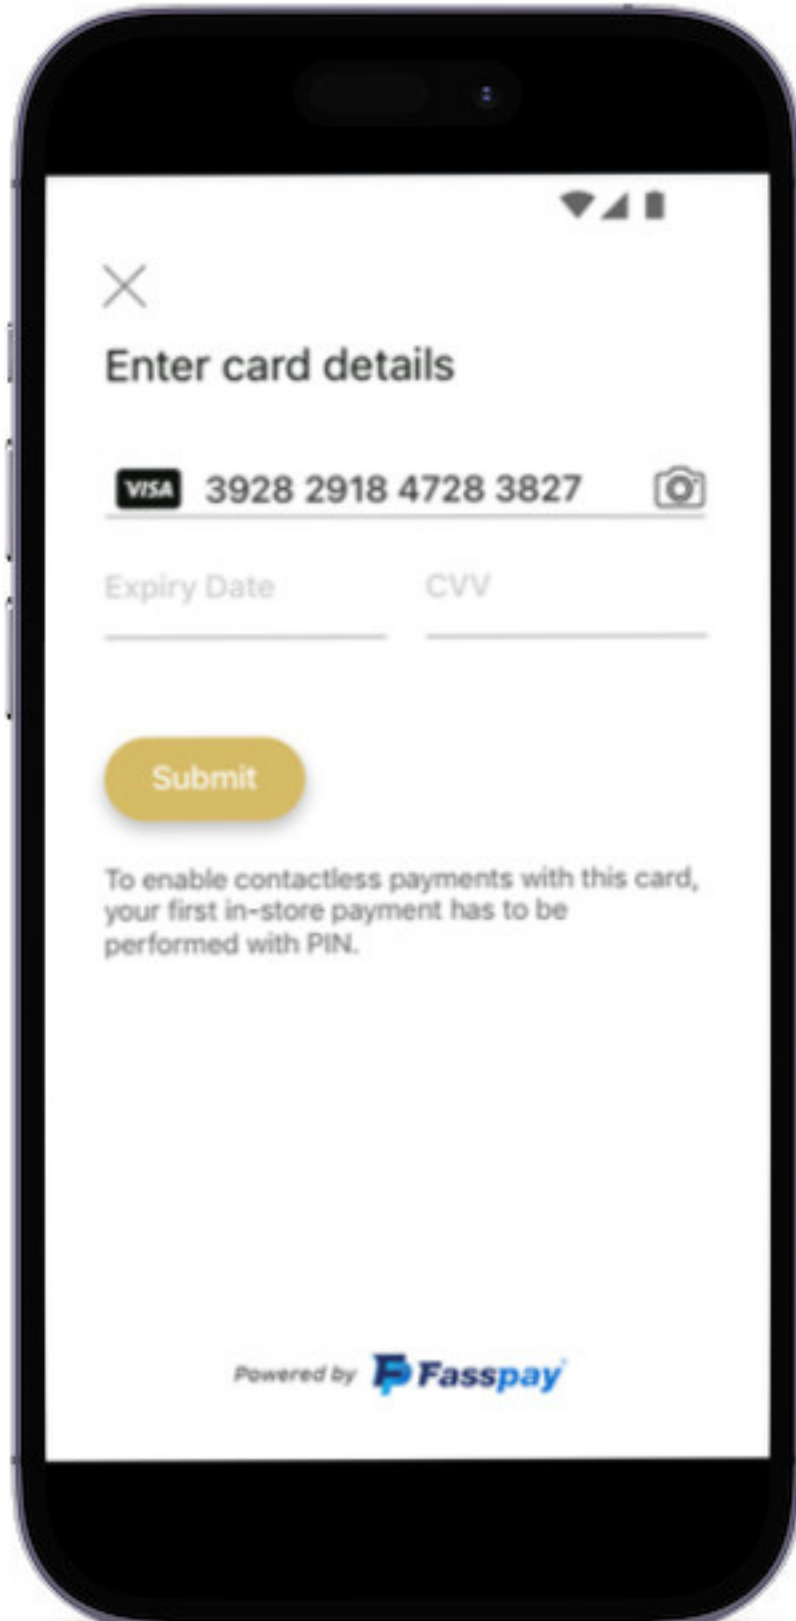 Enter card details
VISA 3928 2918 4728 3827
Expiry Date CVV
Submit
To enable contactless payments with this card,
your first in-store payment has to be
performed with PIN.
Powered by Fasspay